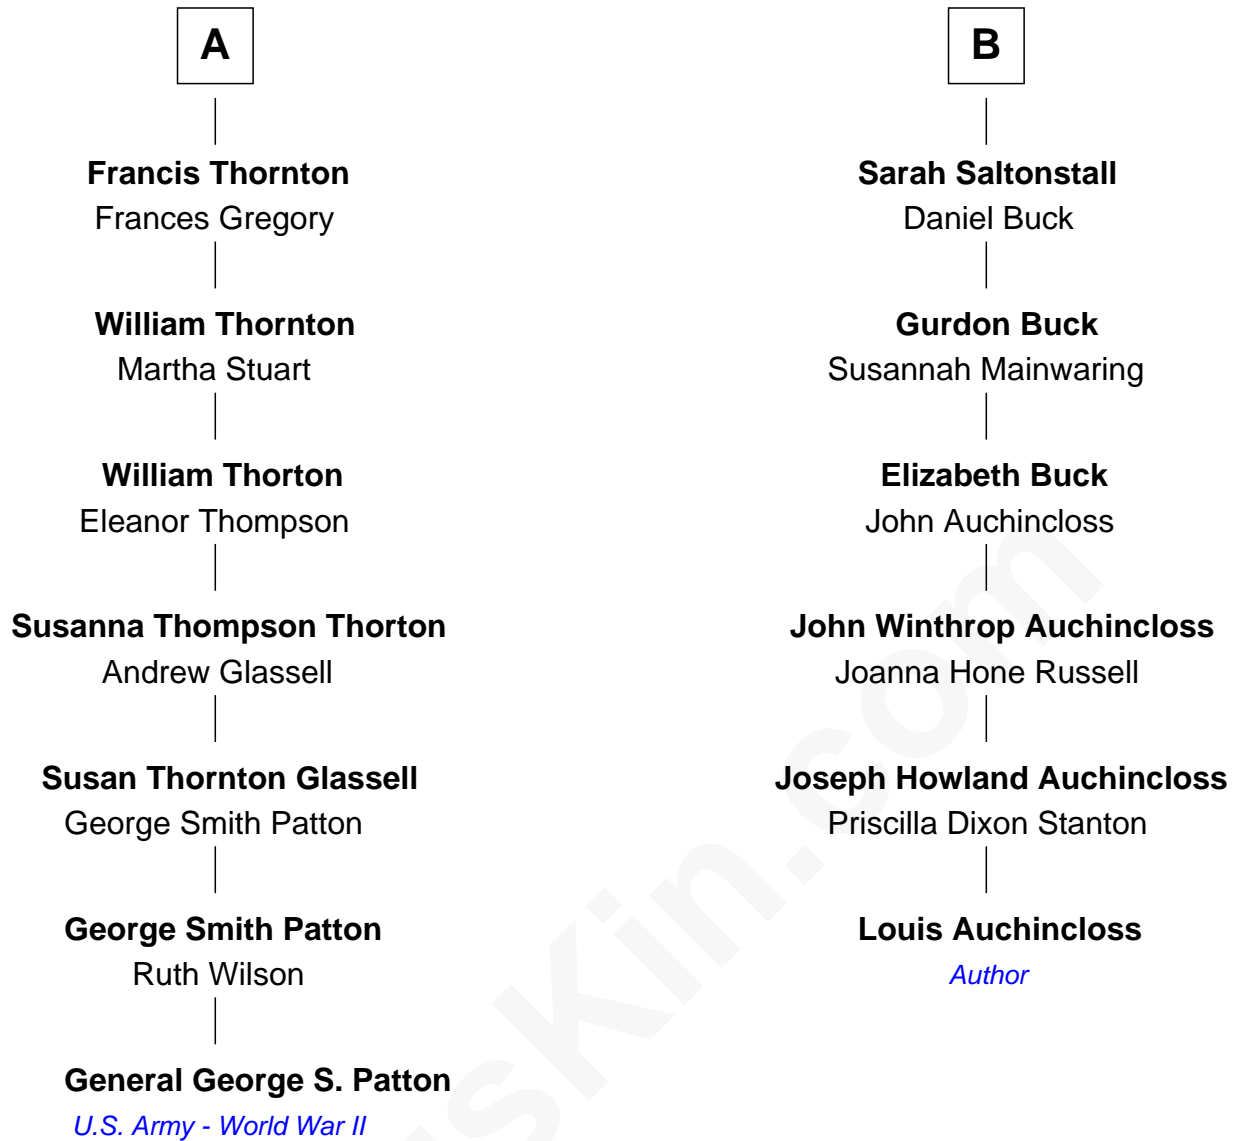 A
Francis Thornton
Frances Gregory
William Thornton
Martha Stuart
William Thorton
Eleanor Thompson
Susanna Thompson Thorton
Andrew Glassell
Susan Thornton Glassell
George Smith Patton
George Smith Patton
Ruth Wilson
General George S. Patton
U.S. Army - World War II
B
Sarah Saltonstall
Daniel Buck
Gurdon Buck
Susannah Mainwaring
Elizabeth Buck
John Auchincloss
John Winthrop Auchincloss
Joanna Hone Russell
Joseph Howland Auchincloss
Priscilla Dixon Stanton
Louis Auchincloss
Author
sKin.com